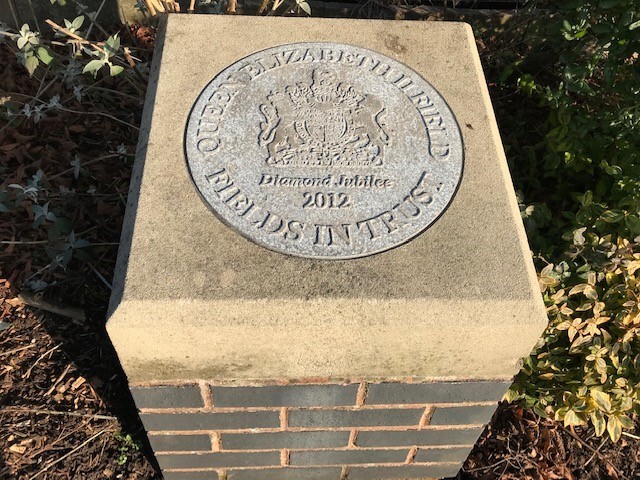 QUEEN ELIZABETH II FIELD
Diamond Jubilee
2012
FIELDS IN TRUST